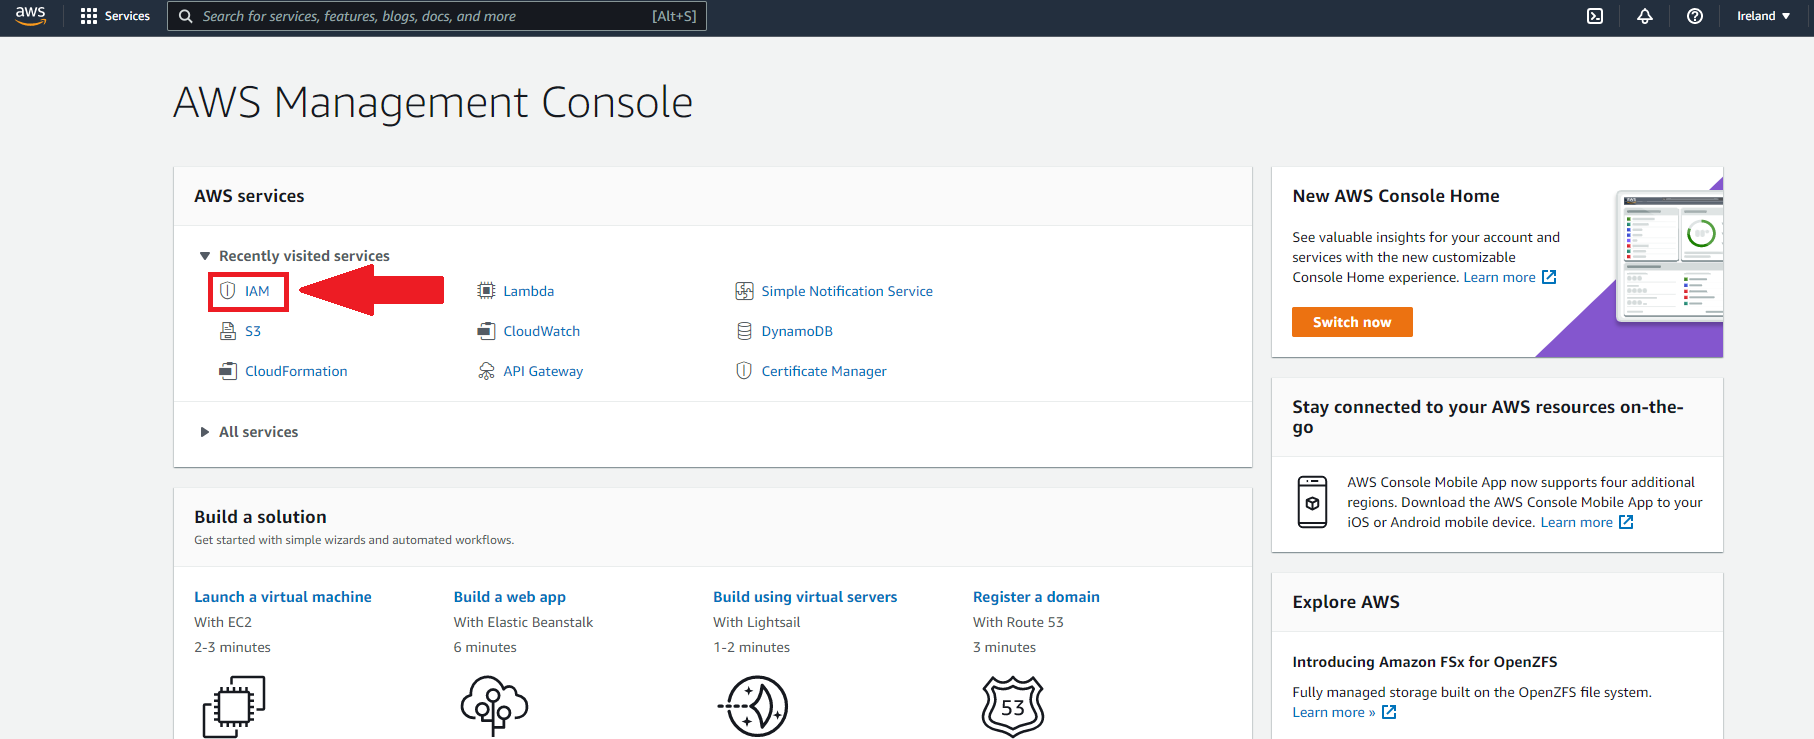 aws
Services
Search for services, features, blogs, docs, and more
[Alt+S]
Ireland
AWS Management Console
AWS services
Recently visited services
IAM
Lambda
Simple Notification Service
S3
CloudWatch
DynamoDB
CloudFormation
API Gateway
Certificate Manager
All services
Build a solution
Get started with simple wizards and automated workflows.
Launch a virtual machine
With EC2
2-3 minutes
Build a web app
With Elastic Beanstalk
6 minutes
Build using virtual servers
With Lightsail
1-2 minutes
Register a domain
With Route 53
3 minutes
53
New AWS Console Home
See valuable insights for your account and
services with the new customizable
Console Home experience. Learn more
Switch now
Stay connected to your AWS resources on-the-
go
AWS Console Mobile App now supports four additional
regions. Download the AWS Console Mobile App to your
iOS or Android mobile device. Learn more
Explore AWS
Introducing Amazon FSx for OpenZFS
Fully managed storage built on the OpenZFS file system.
Learn more »